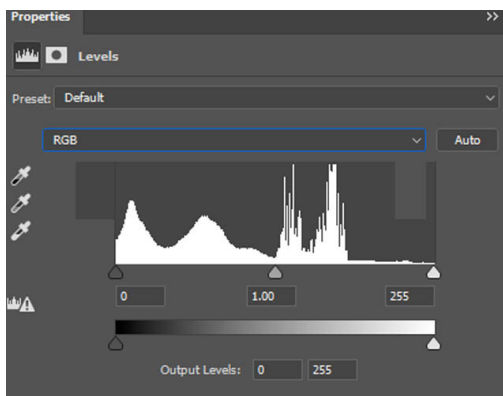 Properties
Levels
Preset: Default
RGB
Auto
0 1.00 255
Output Levels: 0 255